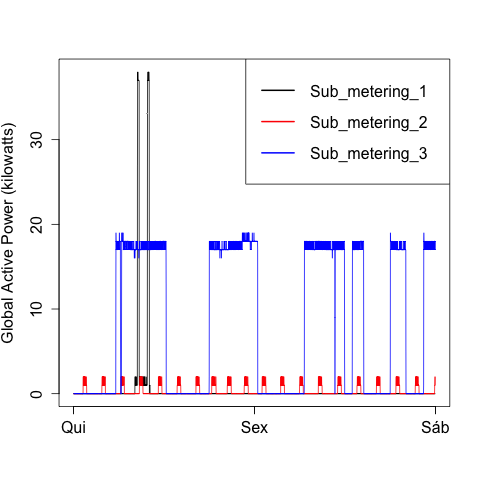 Sub_metering_1
Sub_metering_2
Sub_metering_3
Global Active Power (kilowatts)
30
20
10
0
Qui Sex Sáb